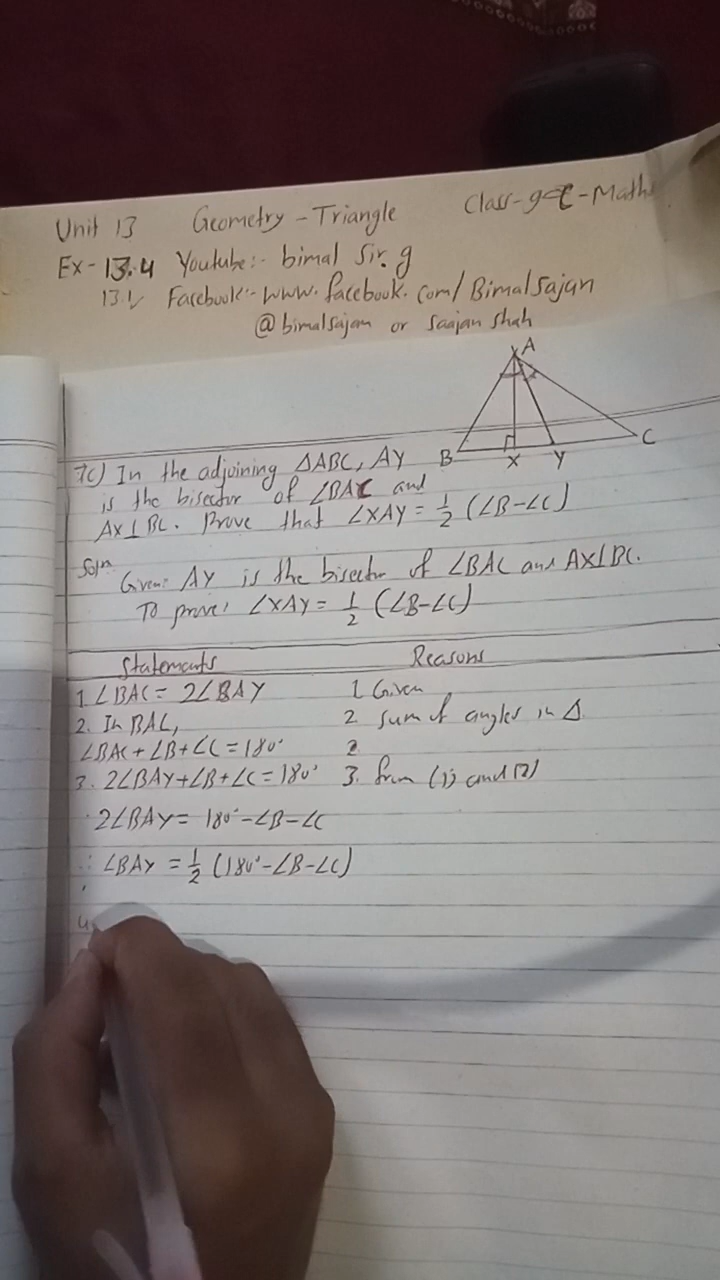 Unit 13 Geometry - Triangle Class-9 - Maths
Ex - 13.4 Youtube:- bimal Sir. g
13.1 Facebook:- www.facebook.com/Bimalsajan
@bimalsajan or Saajan Shah
A
B X Y C
7c) In the adjoining ΔABC, AY
is the bisector of ∠BAC and
AX⊥BC. Prove that ∠XAY = 1/2 (∠B-∠C)
Soln
Given: AY is the bisector of ∠BAC and AX⊥BC.
To prove: ∠XAY = 1/2 (∠B-∠C)
Statements Reasons
1. ∠BAC = 2∠BAY 1. Given
2. In BAC, 2. Sum of angles in Δ
∠BAC + ∠B + ∠C = 180° 2
3. 2∠BAY + ∠B + ∠C = 180° 3. from (1) and (2)
2∠BAY = 180° - ∠B - ∠C
∴ ∠BAY = 1/2 (180° - ∠B - ∠C)
4